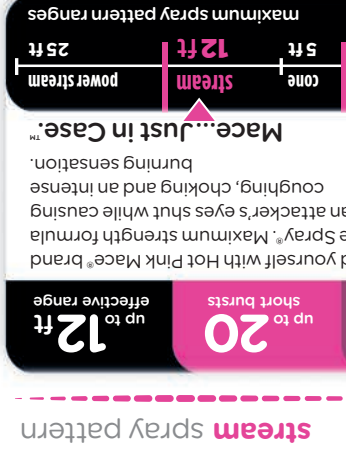 stream spray pattern
up to 20 short bursts
up to 12 ft effective range
d yourself with Hot Pink Mace® brand
e Spray®. Maximum strength formula
an attacker's eyes shut while causing
coughing, choking and an intense
burning sensation.
Mace...Just in Case.™
cone stream power stream
5 ft 12 ft 25 ft
maximum spray pattern ranges